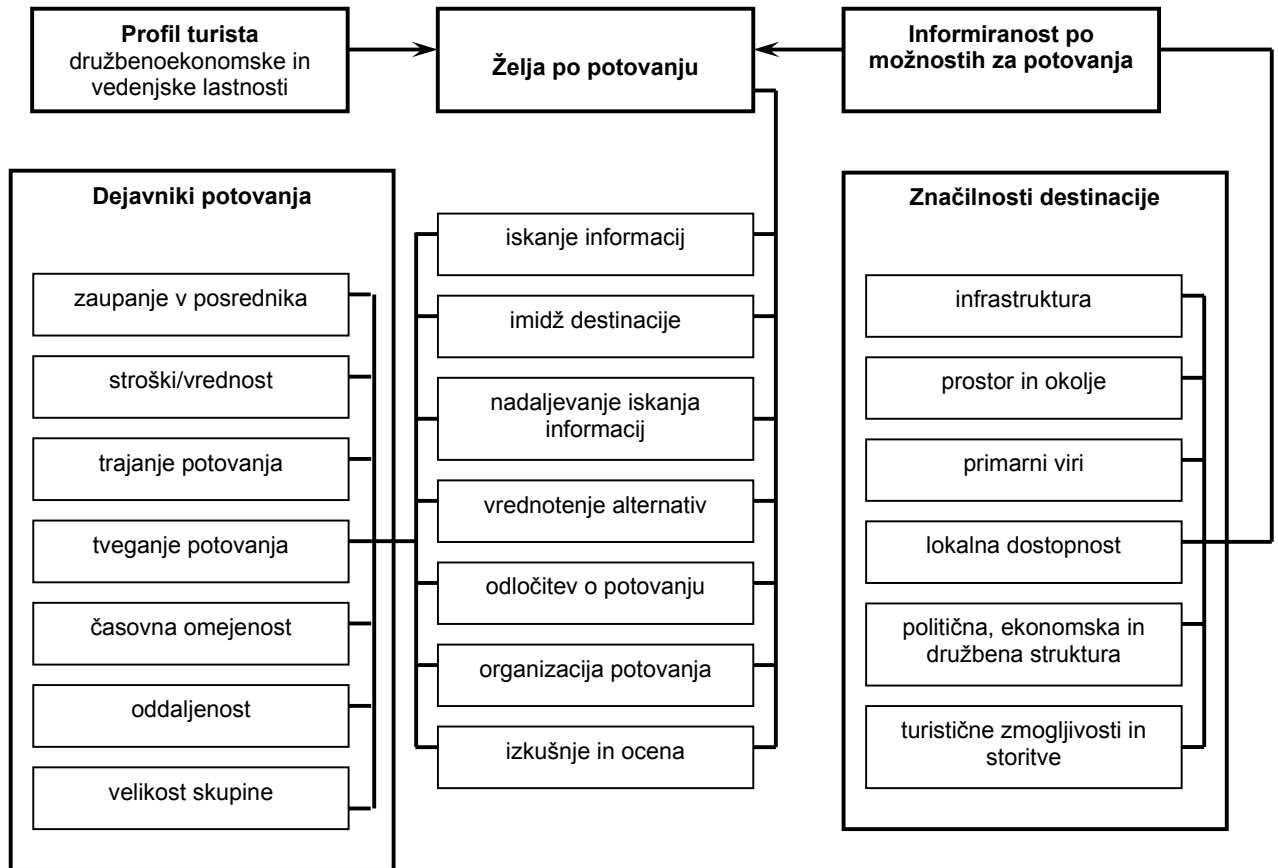 Profil turista
družbenoekonomske in
vedenjske lastnosti
Želja po potovanju
Informiranost po
možnostih za potovanja
Dejavniki potovanja
zaupanje v posrednika
stroški/vrednost
trajanje potovanja
tveganje potovanja
časovna omejenost
oddaljenost
velikost skupine
iskanje informacij
imidž destinacije
nadaljevanje iskanja
informacij
vrednotenje alternativ
odločitev o potovanju
organizacija potovanja
izkušnje in ocena
Značilnosti destinacije
infrastruktura
prostor in okolje
primarni viri
lokalna dostopnost
politična, ekonomska in
družbena struktura
turistične zmogljivosti in
storitve